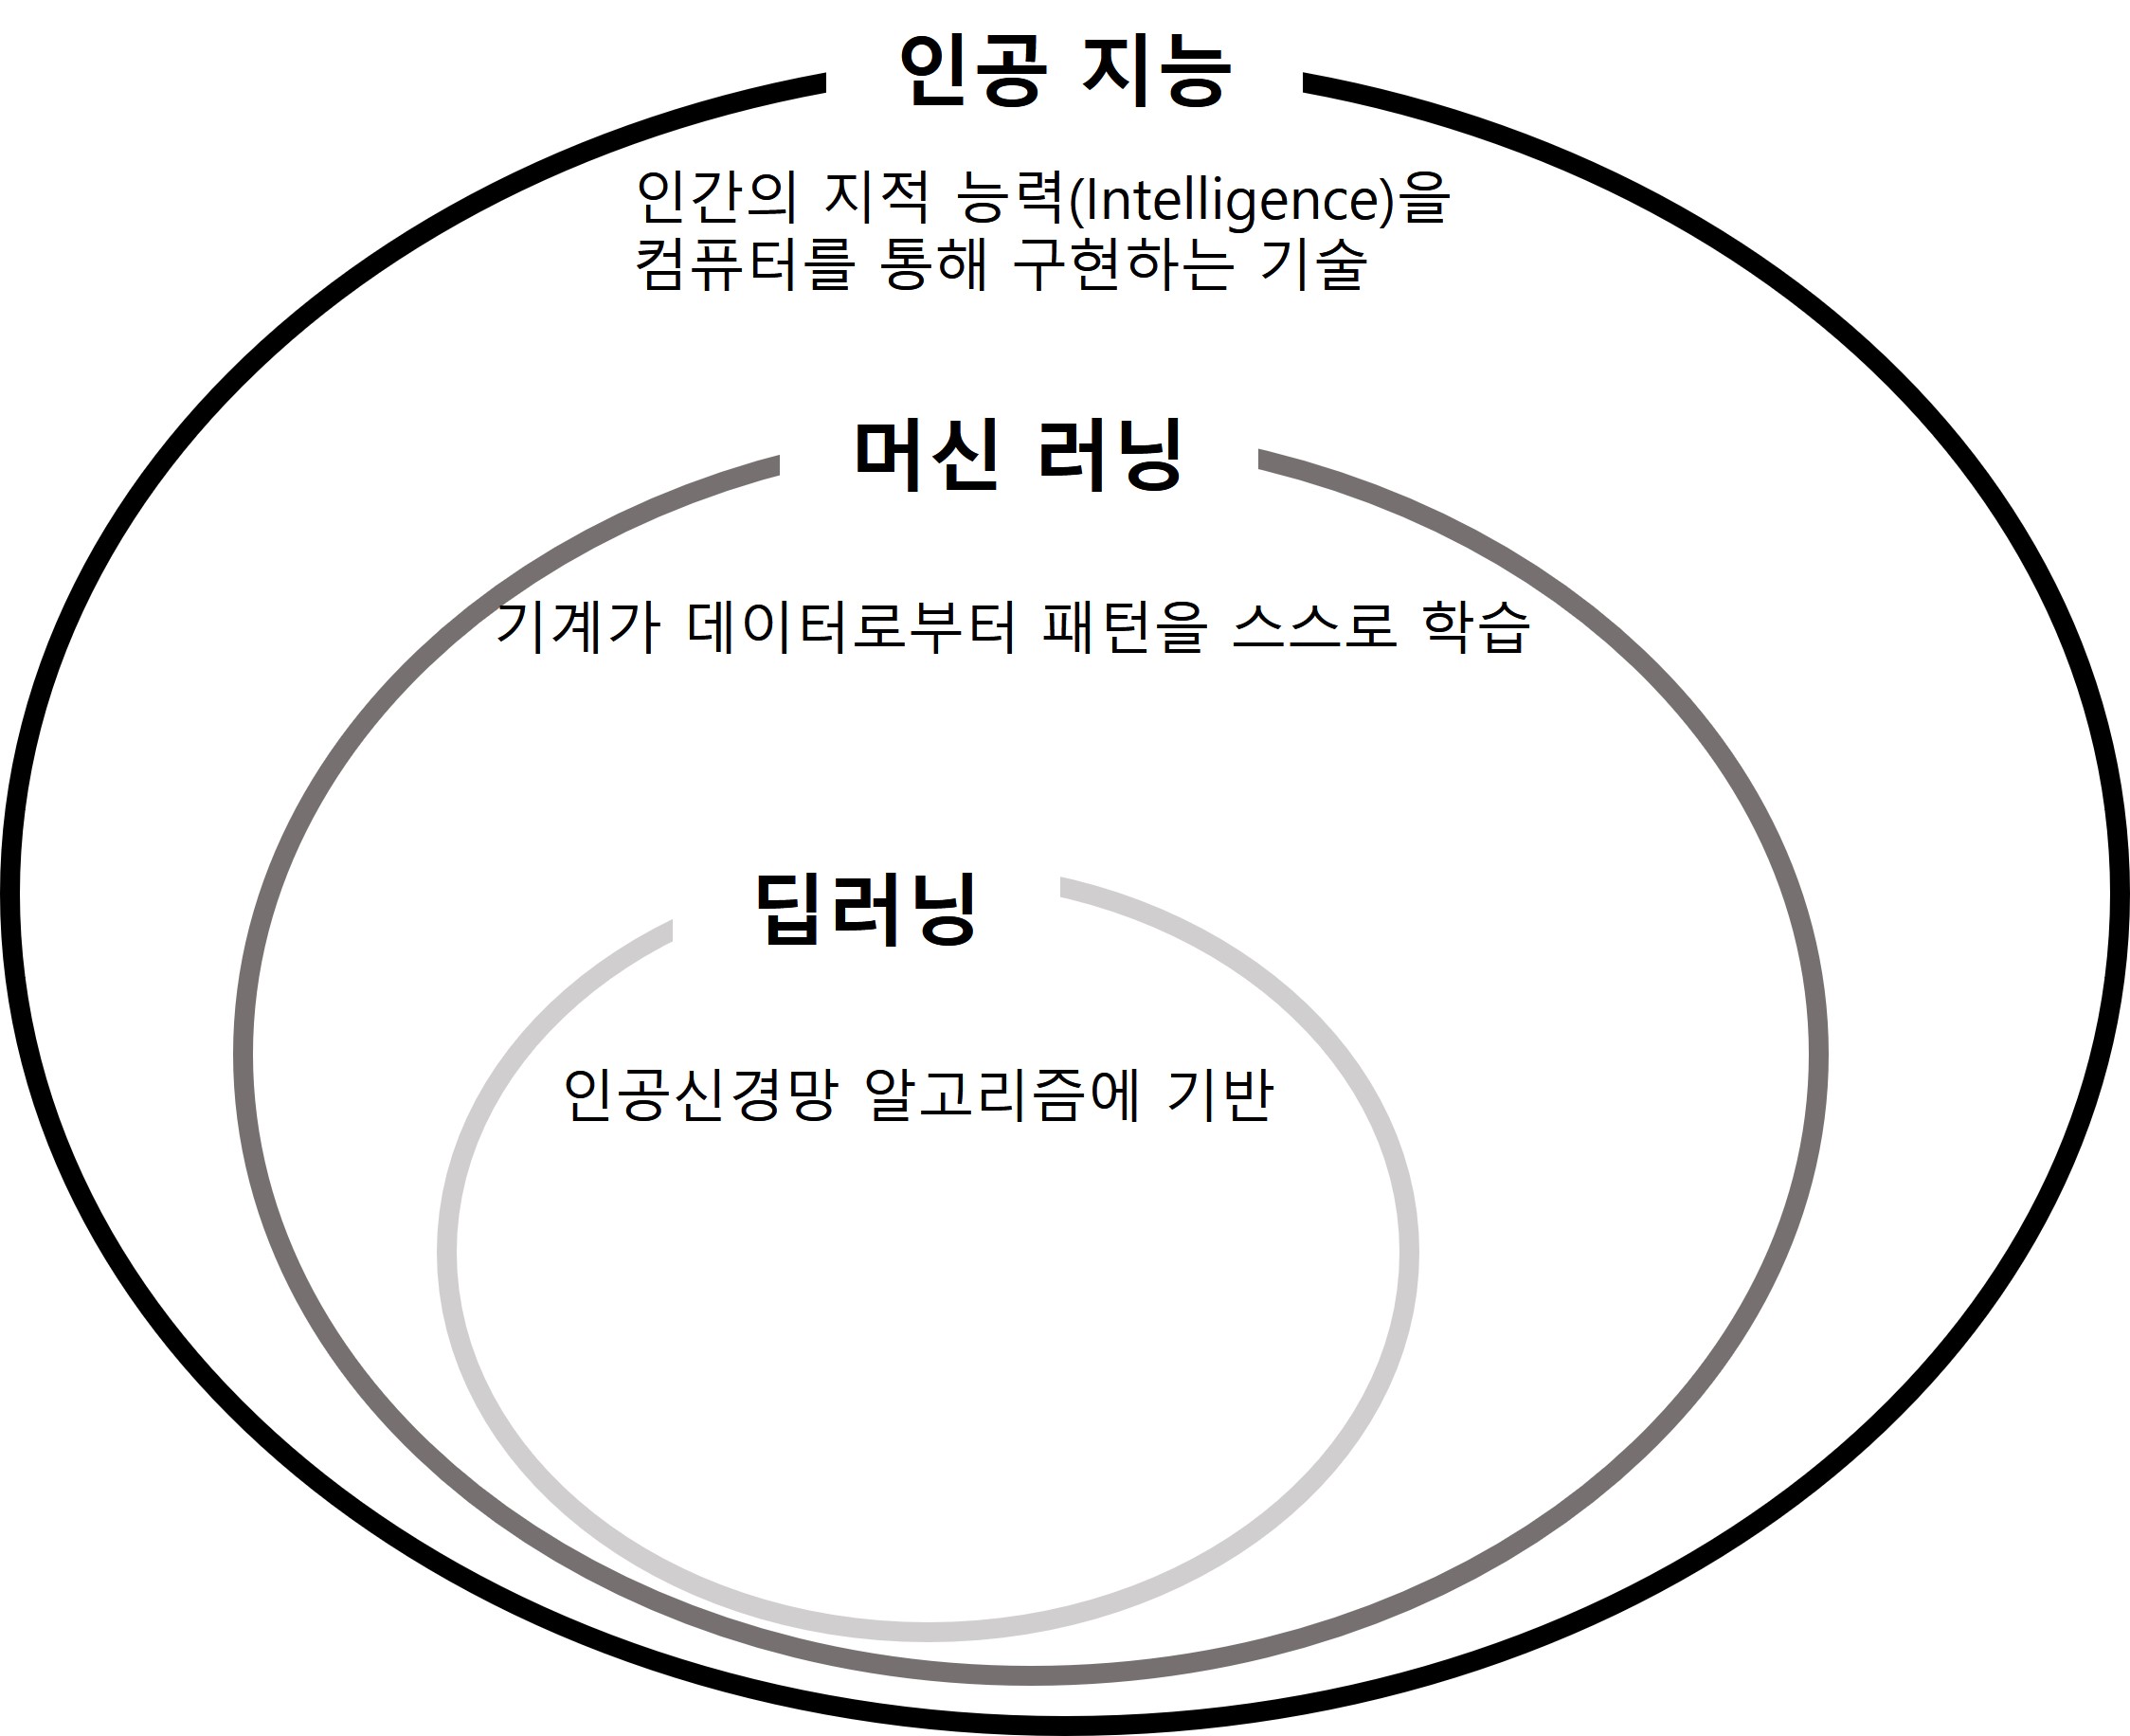 인공 지능
인간의 지적 능력(Intelligence)을
컴퓨터를 통해 구현하는 기술
머신 러닝
기계가 데이터로부터 패턴을 스스로 학습
딥러닝
인공신경망 알고리즘에 기반